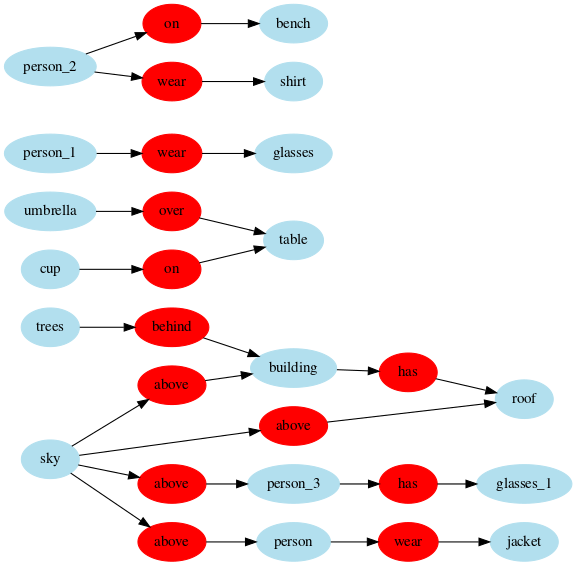 person_2 on bench
wear shirt
person_1 wear glasses
umbrella over
table
cup on
trees behind
building has
above
roof
above
sky
above person_3 has glasses_1
above person wear jacket